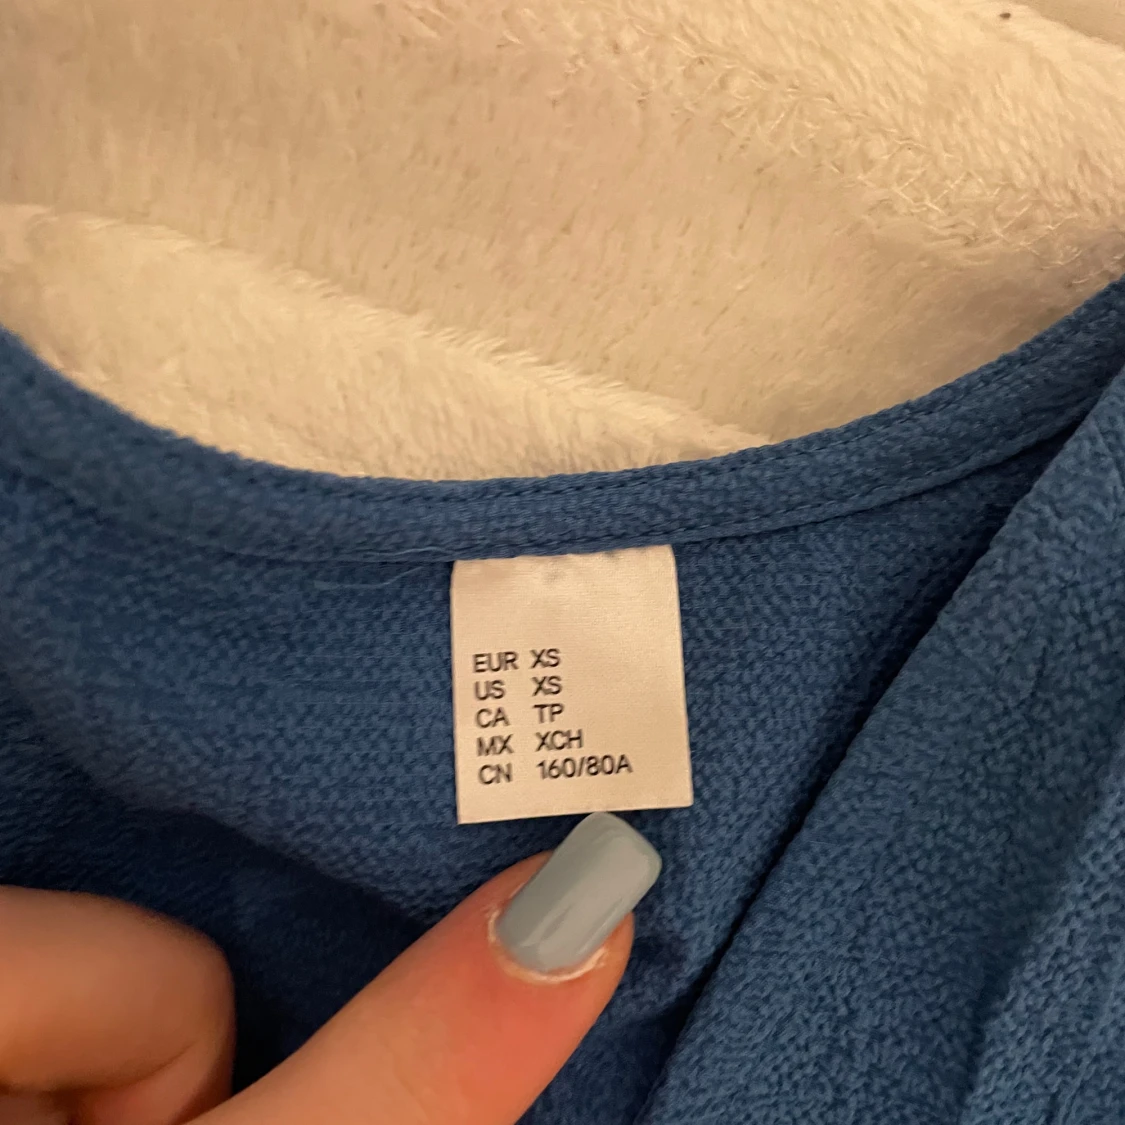 EUR XS
US XS
CA TP
MX XCH
CN 160/80A